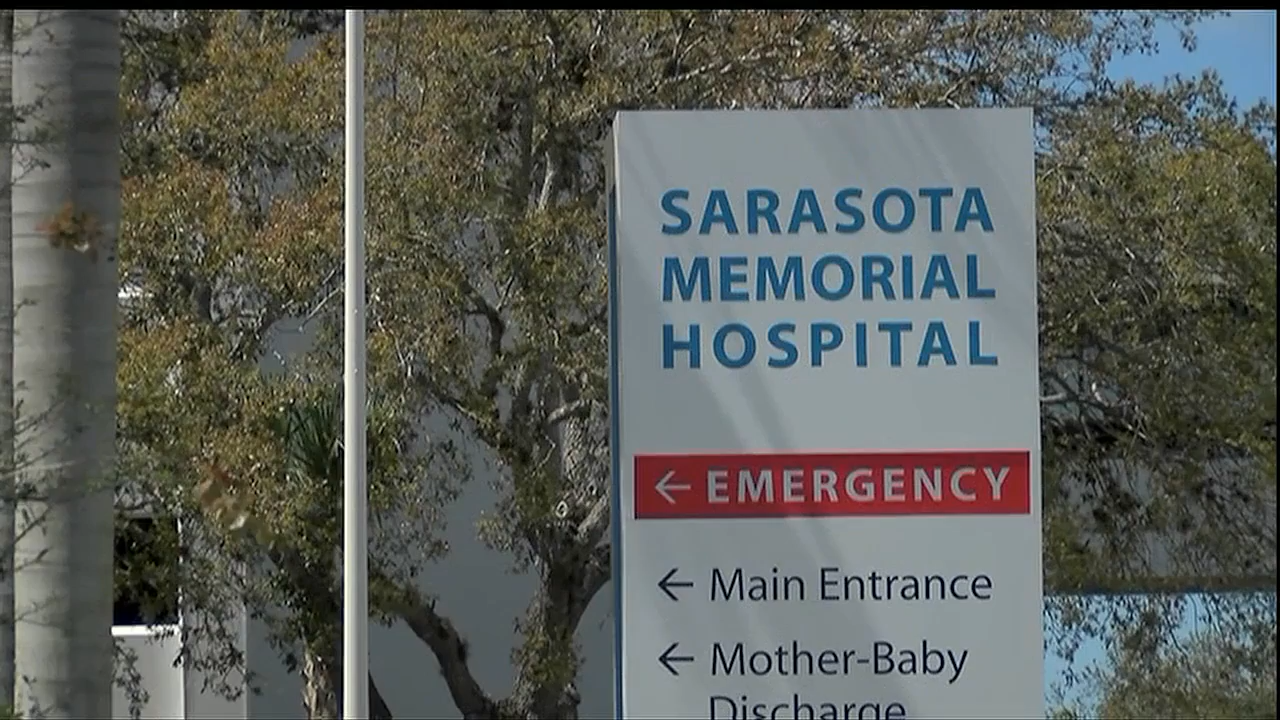 SARASOTA
MEMORIAL
HOSPITAL
← EMERGENCY
← Main Entrance
← Mother-Baby
Discharge